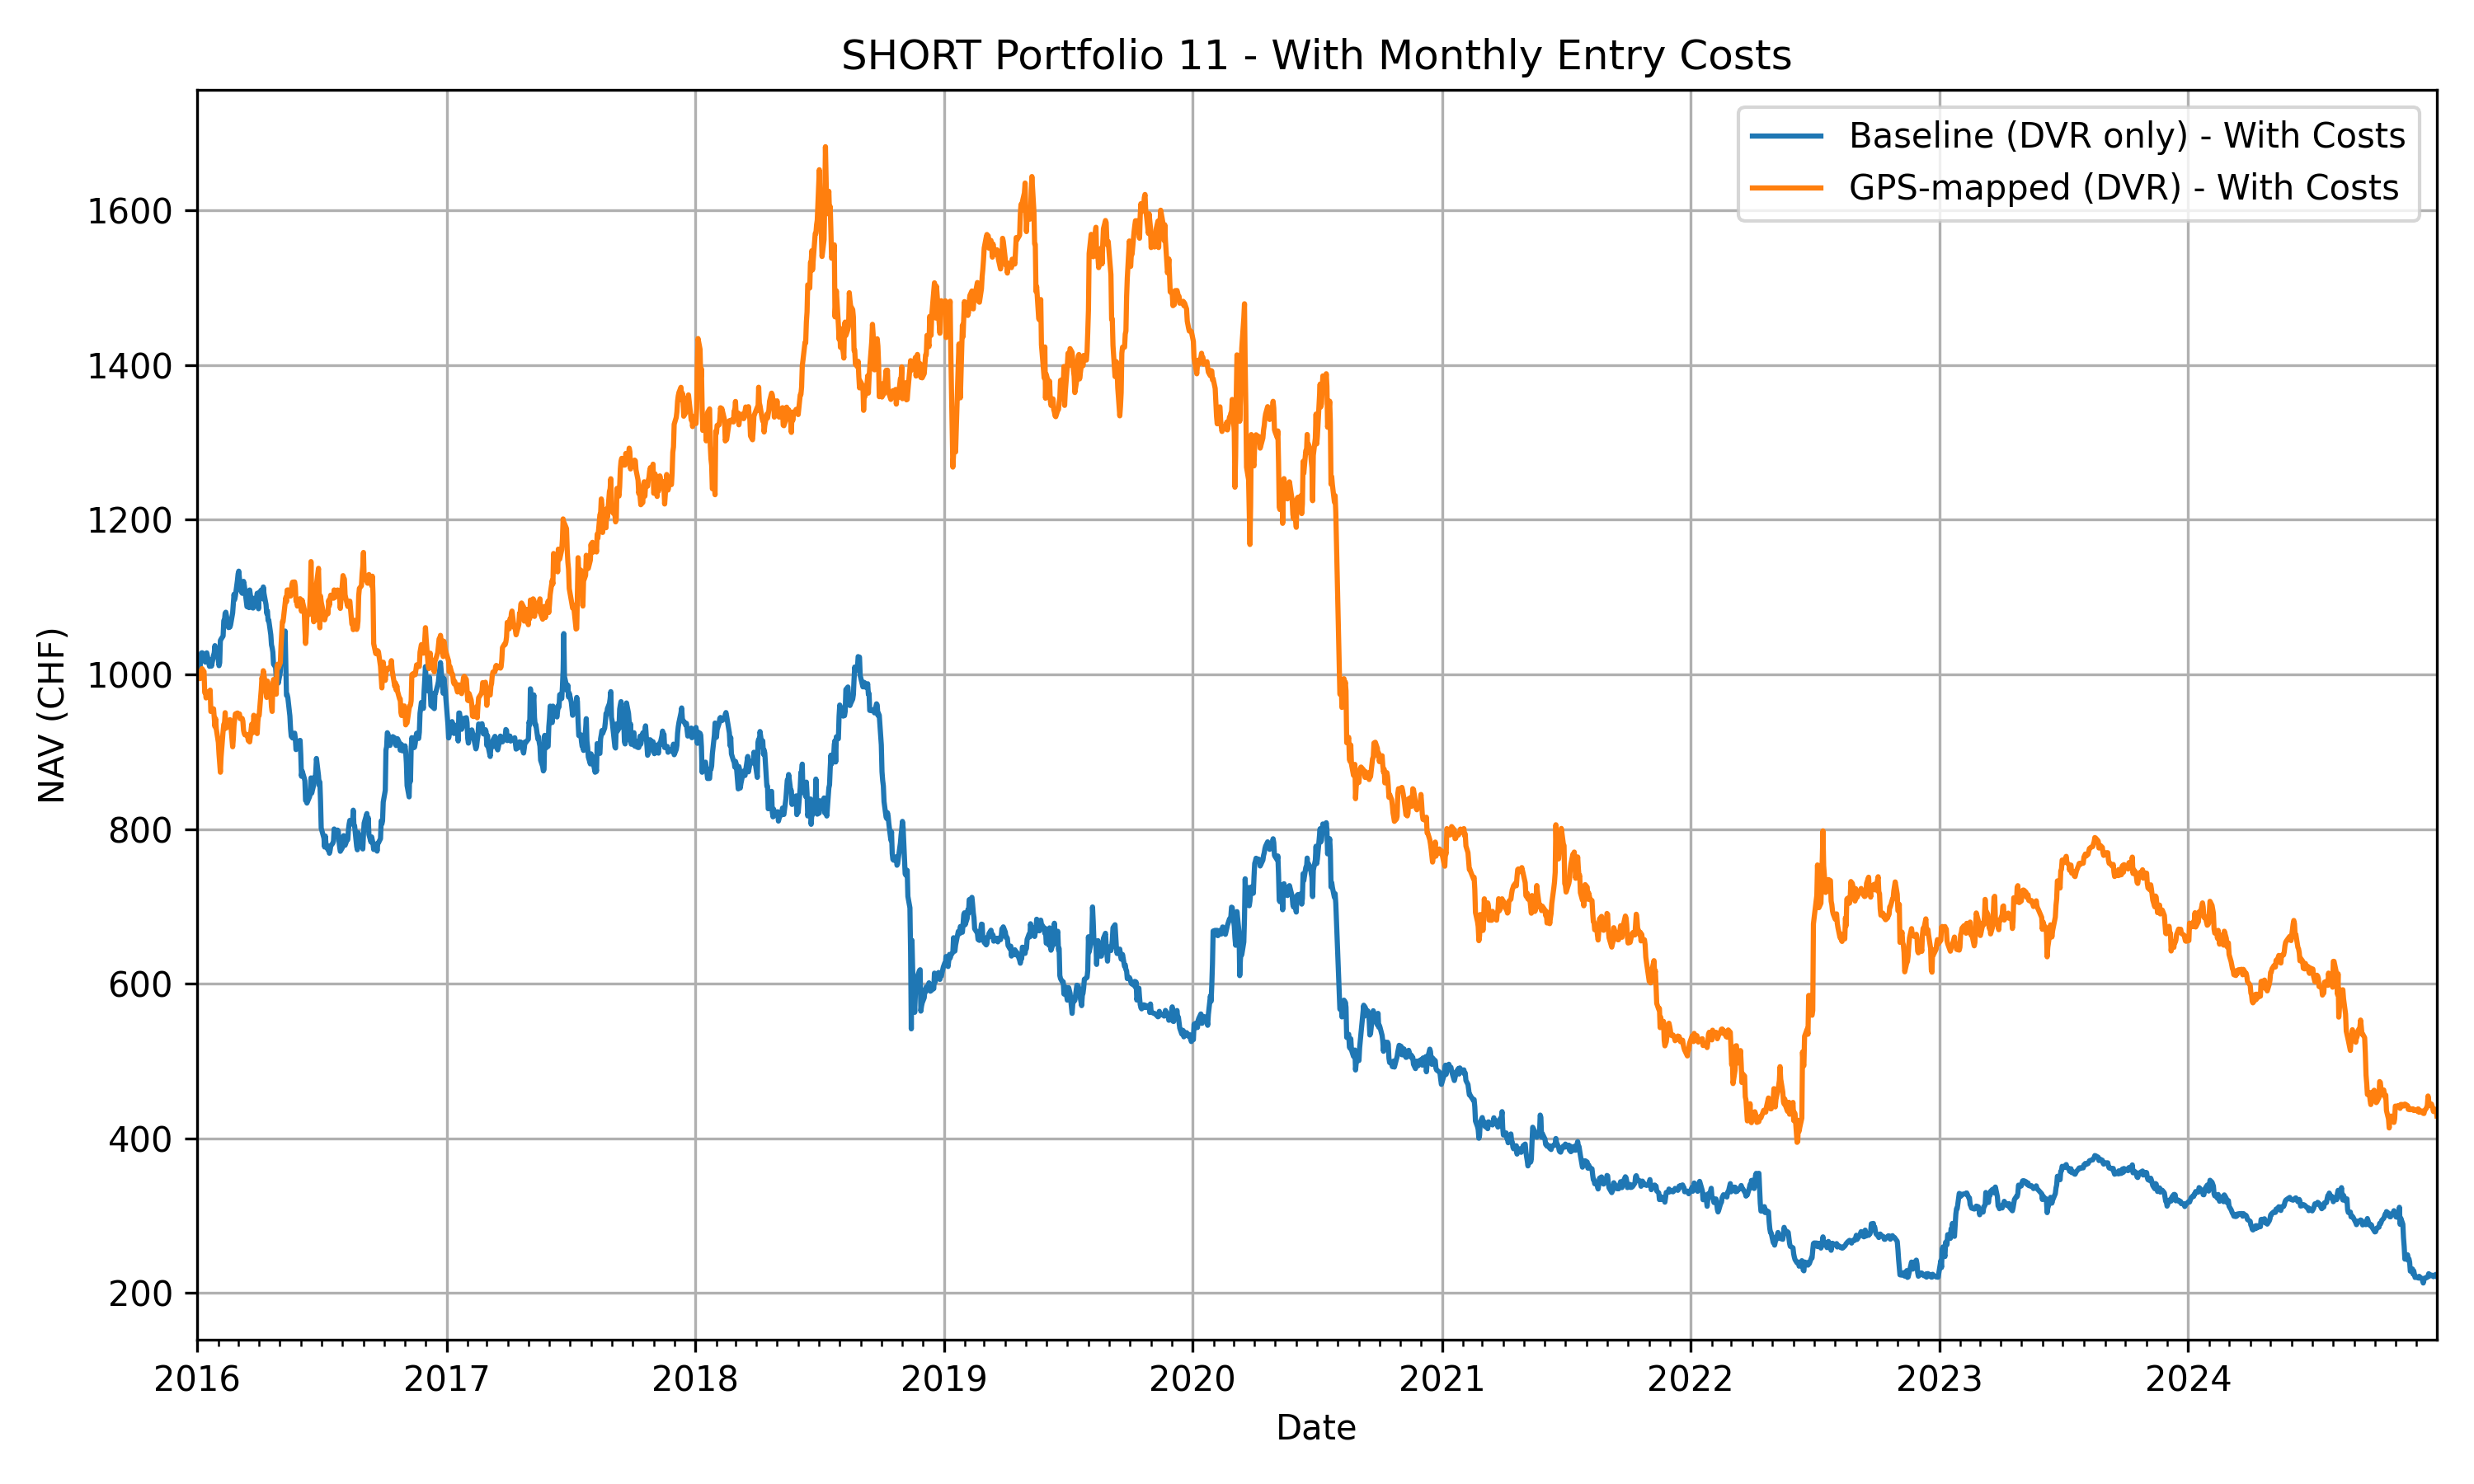 SHORT Portfolio 11 - With Monthly Entry Costs
Baseline (DVR only) - With Costs
GPS-mapped (DVR) - With Costs
NAV (CHF)
1600
1400
1200
1000
800
600
400
200
2016 2017 2018 2019 2020 2021 2022 2023 2024
Date